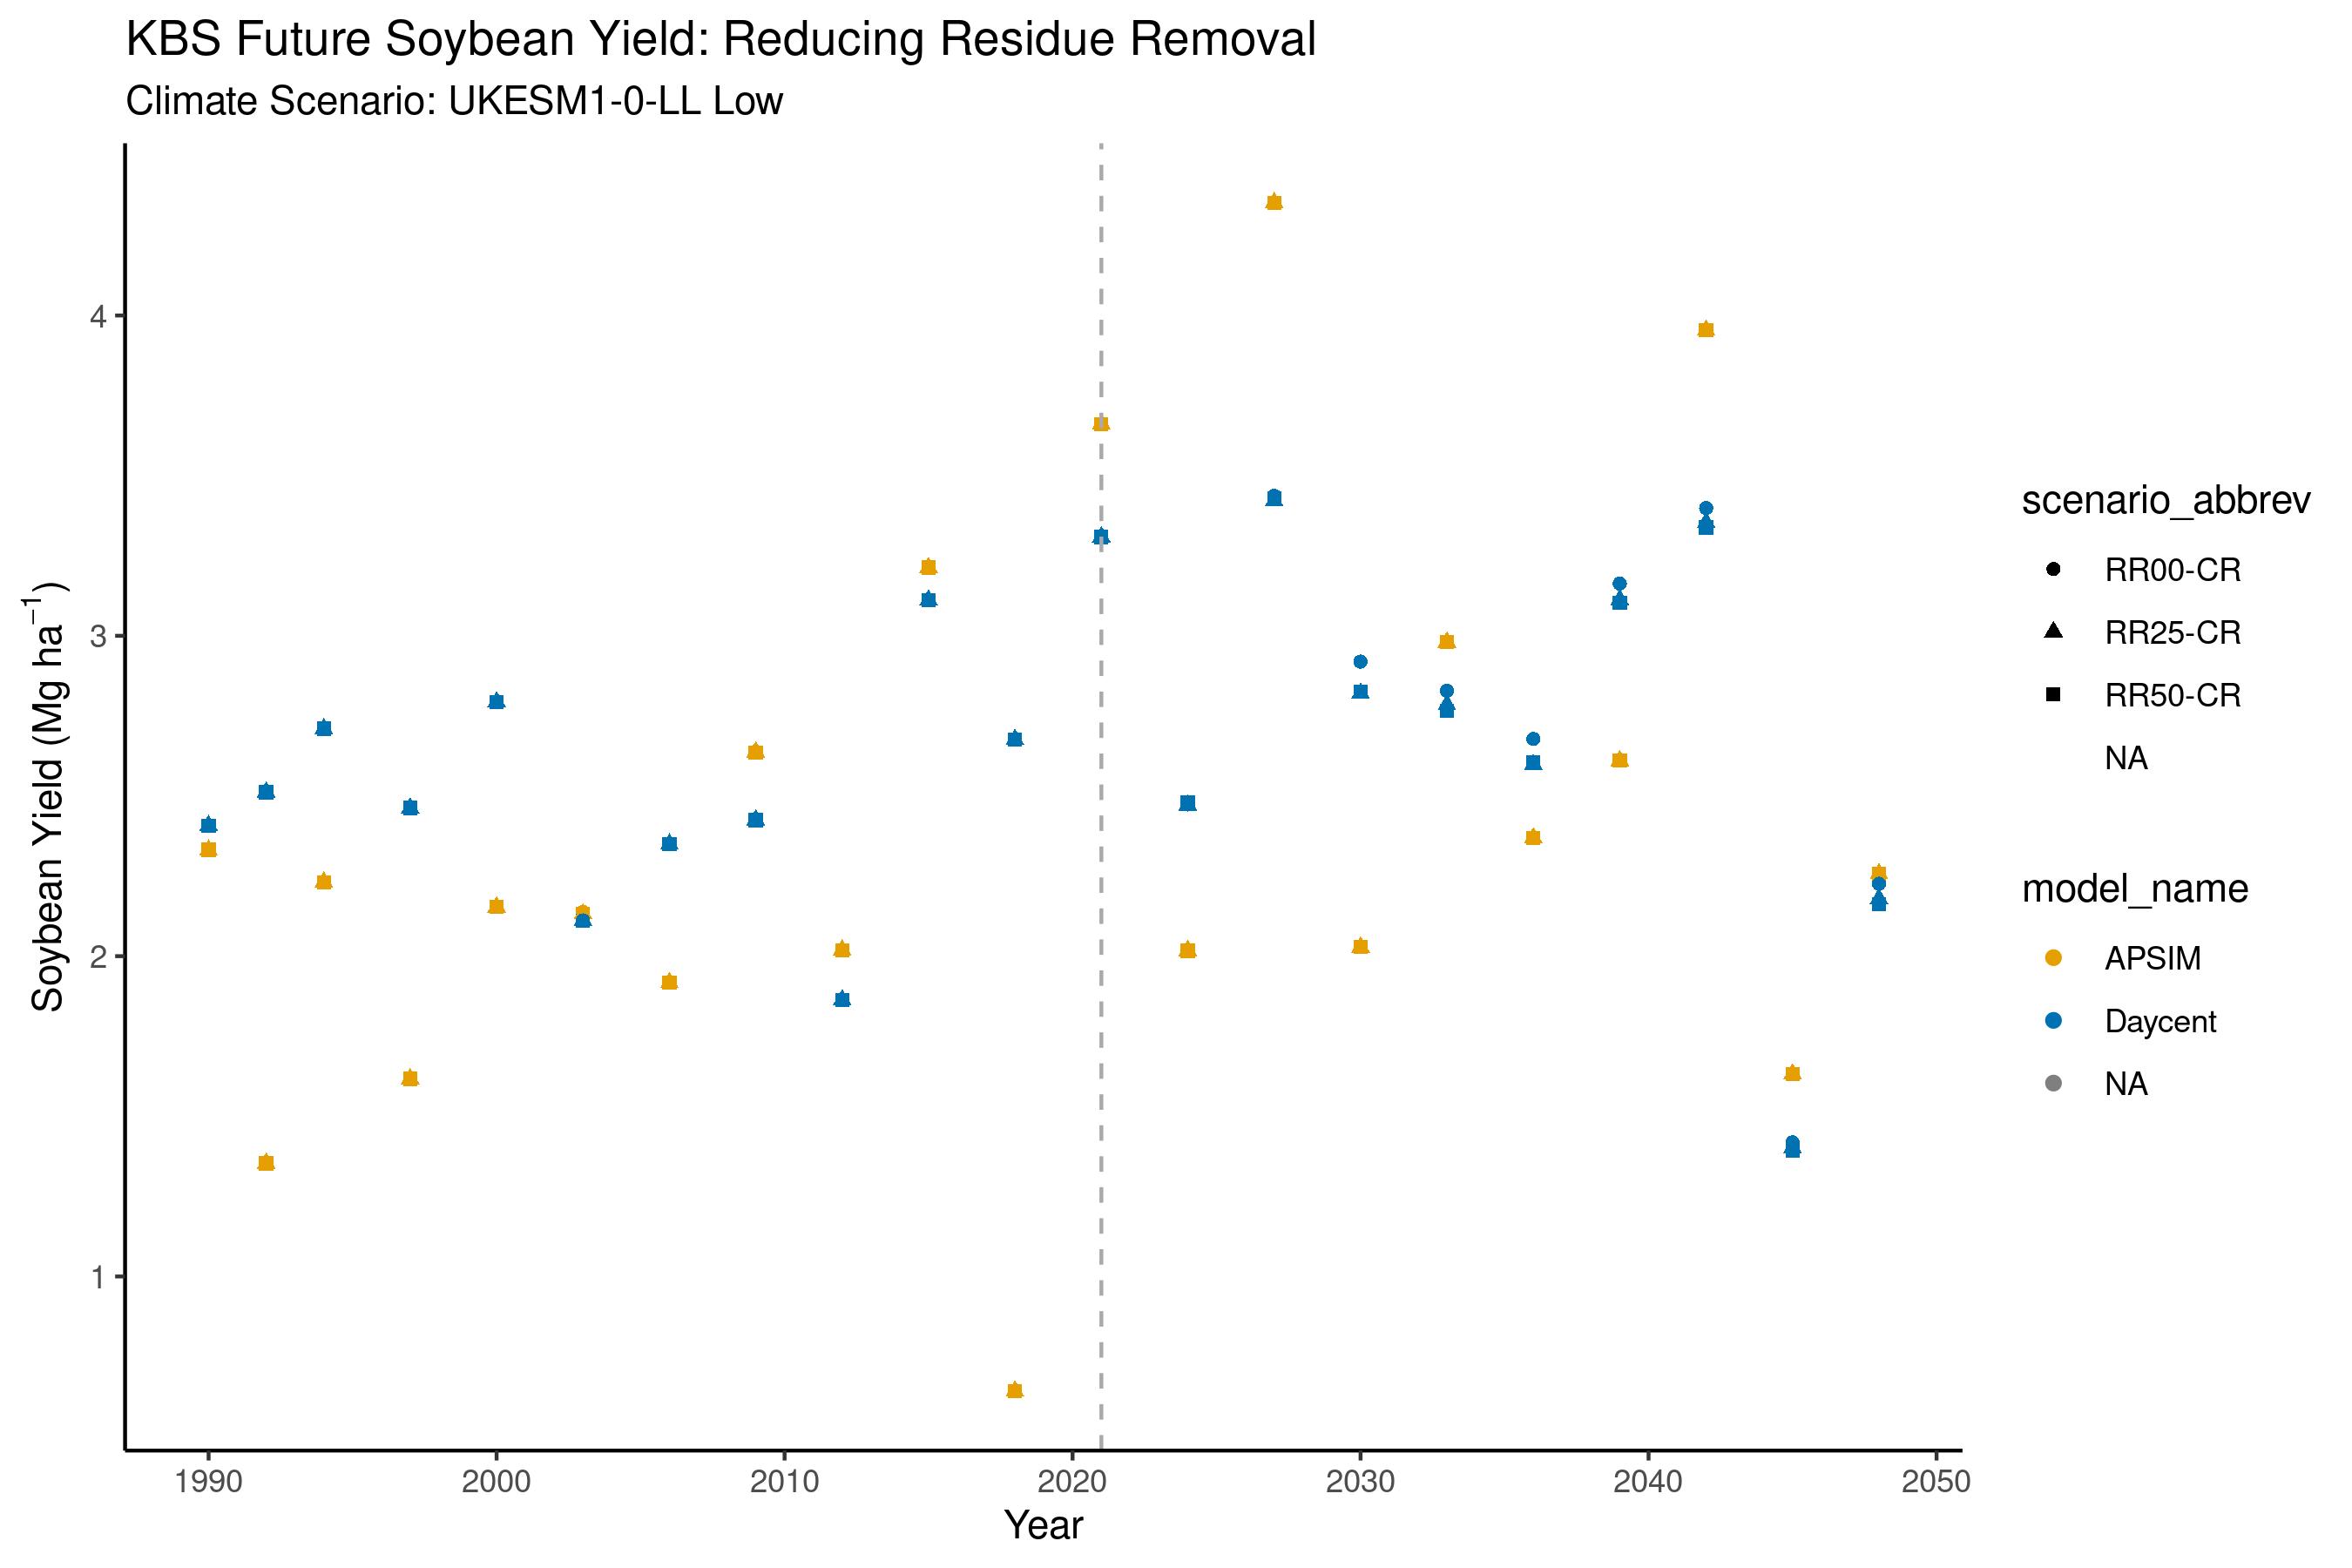 KBS Future Soybean Yield: Reducing Residue Removal
Climate Scenario: UKESM1-0-LL Low
Soybean Yield (Mg ha⁻¹)
4
3
2
1
1990
2000
2010
2020
2030
2040
2050
Year
scenario_abbrev
RR00-CR
RR25-CR
RR50-CR
NA
model_name
APSIM
Daycent
NA